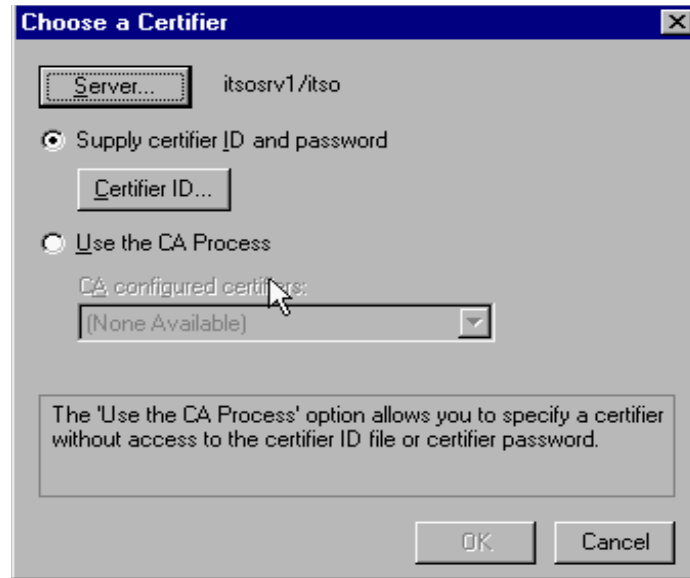 Choose a Certifier
Server... itsosrv1/itso
Supply certifier ID and password
Certifier ID...
Use the CA Process
CA configured certifiers:
(None Available)
The 'Use the CA Process' option allows you to specify a certifier
without access to the certifier ID file or certifier password.
OK Cancel